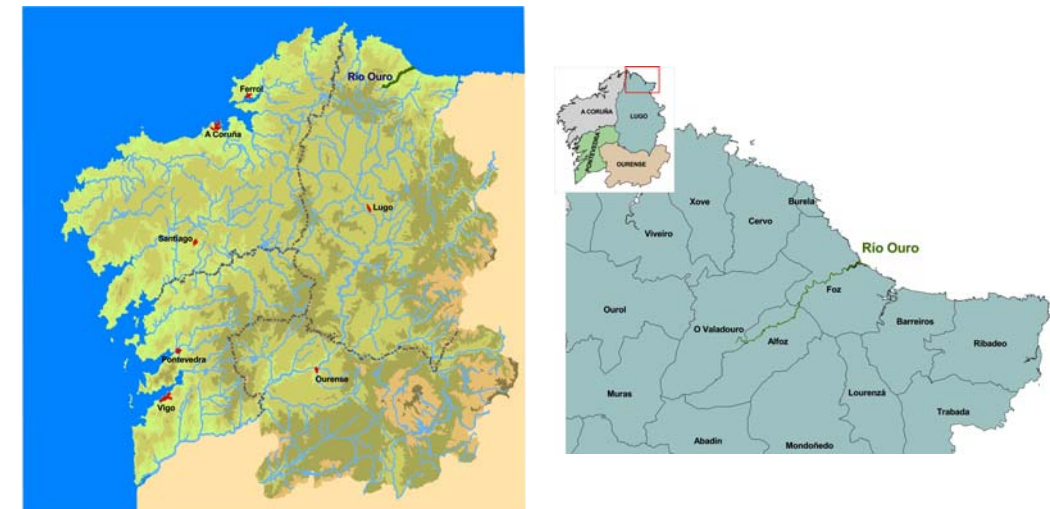 Río Ouro
Ferrol
A Coruña
Lugo
Santiago
Pontevedra
Ourense
Vigo
A CORUÑA
LUGO
PONTEVEDRA
OURENSE
Xove
Burela
Cervo
Viveiro
Río Ouro
Foz
Ourol
Barreiros
O Valadouro
Alfoz
Ribadeo
Muras
Lourenzá
Trabada
Abadin
Mondoñedo